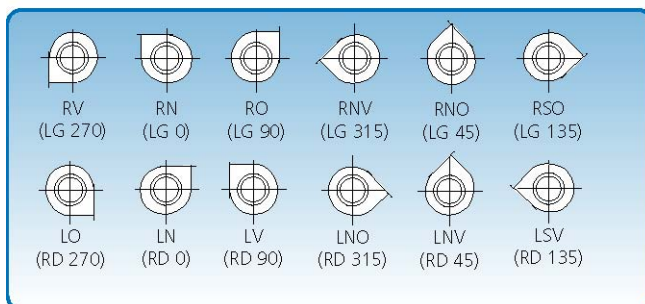 RV RN RO RNV RNO RSO
(LG 270) (LG 0) (LG 90) (LG 315) (LG 45) (LG 135)
LO LN LV LNO LNV LSV
(RD 270) (RD 0) (RD 90) (RD 315) (RD 45) (RD 135)